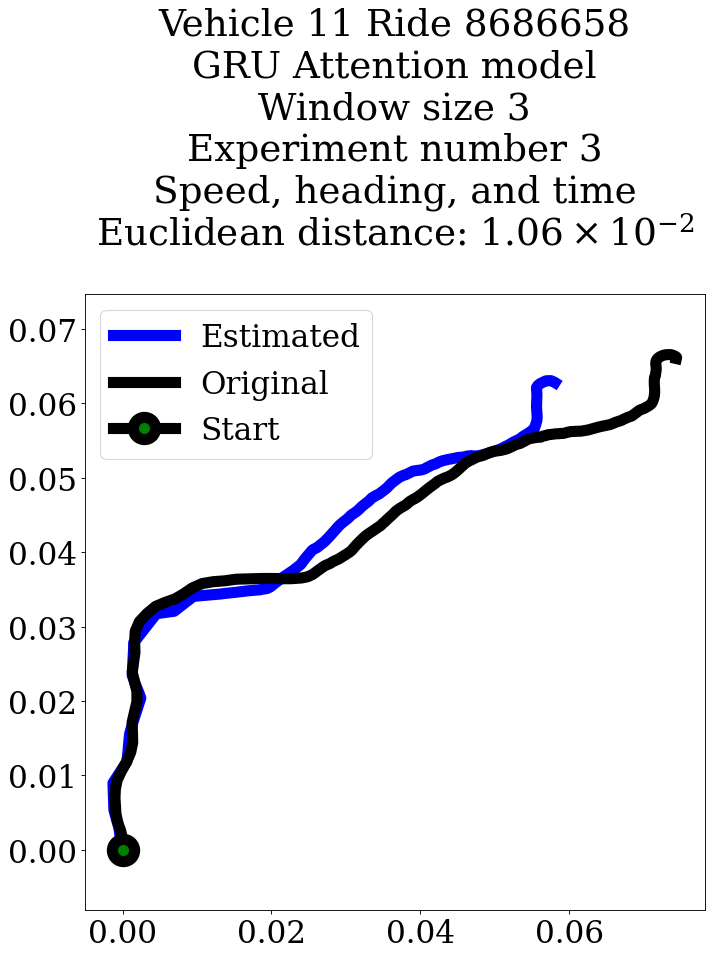 Vehicle 11 Ride 8686658
GRU Attention model
Window size 3
Experiment number 3
Speed, heading, and time
Euclidean distance: 1.06 × 10⁻²
Estimated
Original
Start
0.07
0.06
0.05
0.04
0.03
0.02
0.01
0.00
0.00 0.02 0.04 0.06